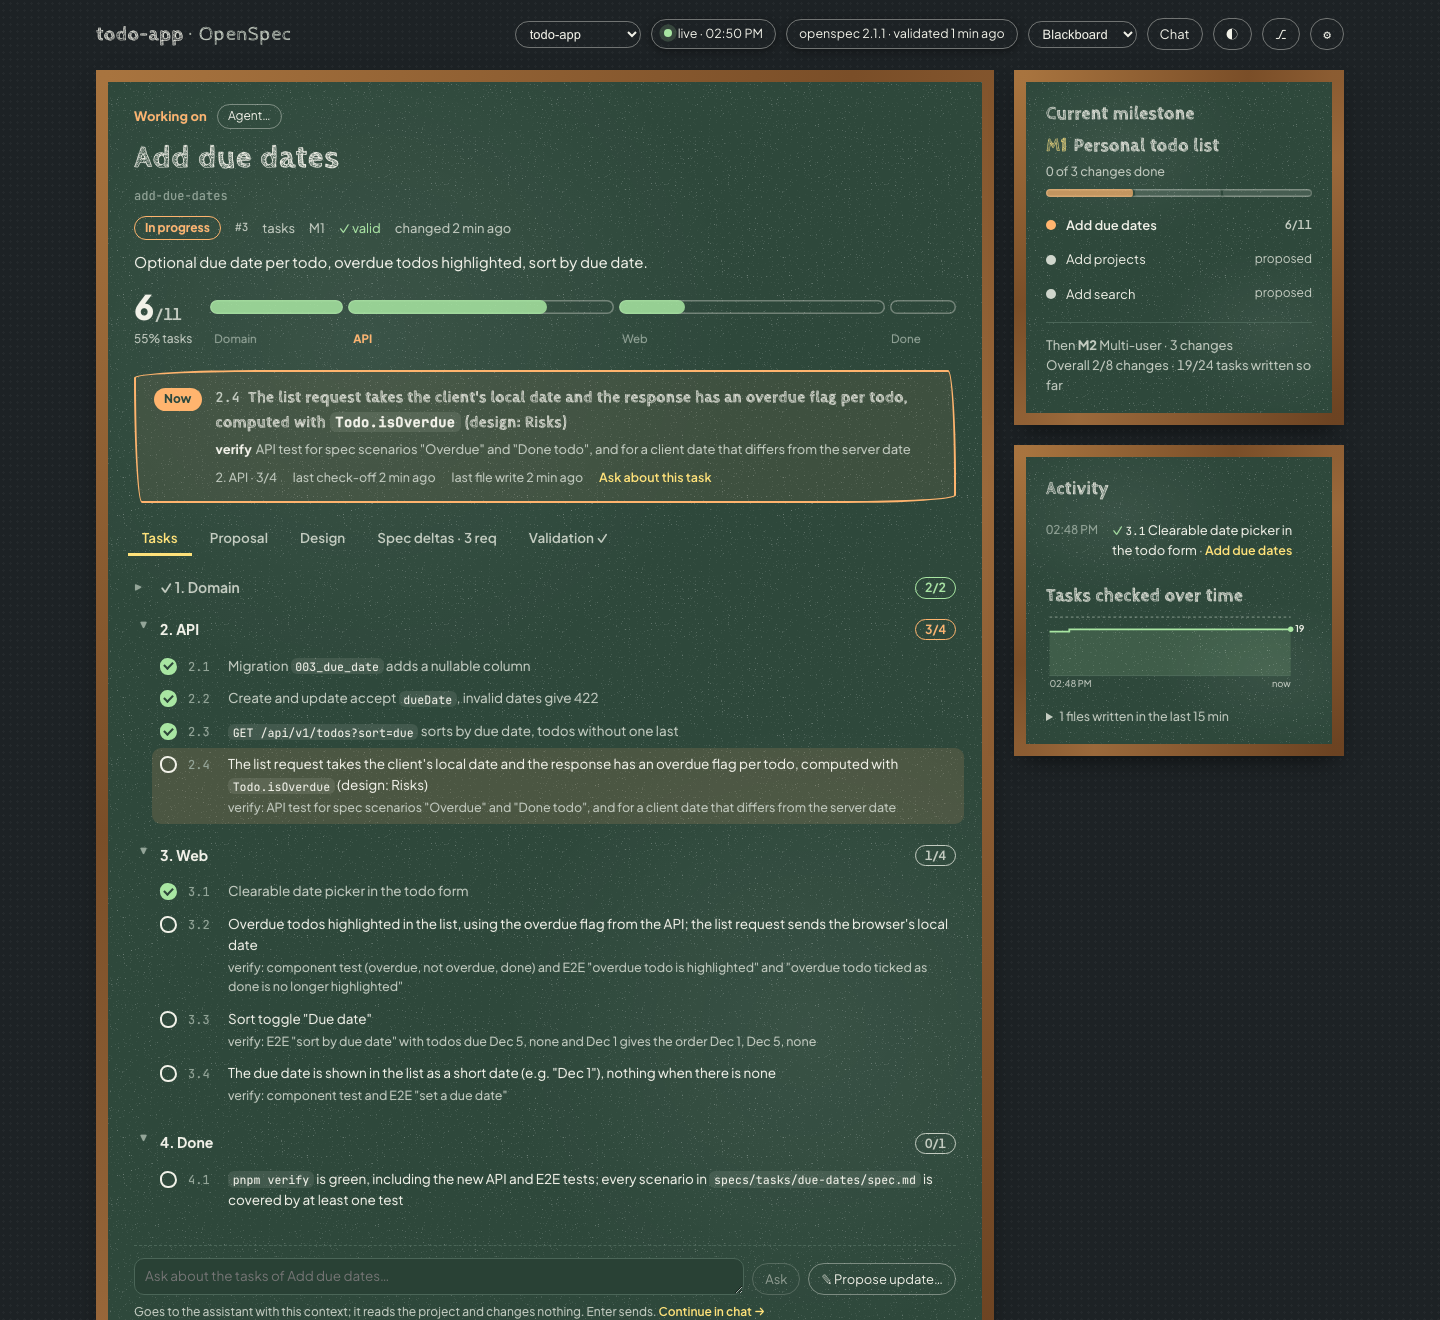 todo-app · OpenSpec
todo-app
live · 02:50 PM
openspec 2.1.1 · validated 1 min ago
Blackboard
Chat
Working on
Agent…
Add due dates
add-due-dates
In progress #3 tasks M1 ✓ valid changed 2 min ago
Optional due date per todo, overdue todos highlighted, sort by due date.
6/11
55% tasks
Domain
API
Web
Done
Now
2.4 The list request takes the client's local date and the response has an overdue flag per todo,
computed with Todo.isOverdue (design: Risks)
verify API test for spec scenarios "Overdue" and "Done todo", and for a client date that differs from the server date
2. API · 3/4 last check-off 2 min ago last file write 2 min ago Ask about this task
Tasks
Proposal
Design
Spec deltas · 3 req
Validation ✓
✓ 1. Domain
2/2
2. API
3/4
2.1 Migration 003_due_date adds a nullable column
2.2 Create and update accept dueDate, invalid dates give 422
2.3 GET /api/v1/todos?sort=due sorts by due date, todos without one last
2.4 The list request takes the client's local date and the response has an overdue flag per todo, computed with
Todo.isOverdue (design: Risks)
verify: API test for spec scenarios "Overdue" and "Done todo", and for a client date that differs from the server date
3. Web
1/4
3.1 Clearable date picker in the todo form
3.2 Overdue todos highlighted in the list, using the overdue flag from the API; the list request sends the browser's local
date
verify: component test (overdue, not overdue, done) and E2E "overdue todo is highlighted" and "overdue todo ticked as
done is no longer highlighted"
3.3 Sort toggle "Due date"
verify: E2E "sort by due date" with todos due Dec 5, none and Dec 1 gives the order Dec 1, Dec 5, none
3.4 The due date is shown in the list as a short date (e.g. "Dec 1"), nothing when there is none
verify: component test and E2E "set a due date"
4. Done
0/1
4.1 pnpm verify is green, including the new API and E2E tests; every scenario in specs/tasks/due-dates/spec.md is
covered by at least one test
Ask about the tasks of Add due dates…
Ask
✎ Propose update…
Goes to the assistant with this context; it reads the project and changes nothing. Enter sends. Continue in chat →
Current milestone
M1 Personal todo list
0 of 3 changes done
Add due dates 6/11
Add projects proposed
Add search proposed
Then M2 Multi-user · 3 changes
Overall 2/8 changes · 19/24 tasks written so
far
Activity
02:48 PM ✓ 3.1 Clearable date picker in
the todo form · Add due dates
Tasks checked over time
19
02:48 PM
now
1 files written in the last 15 min